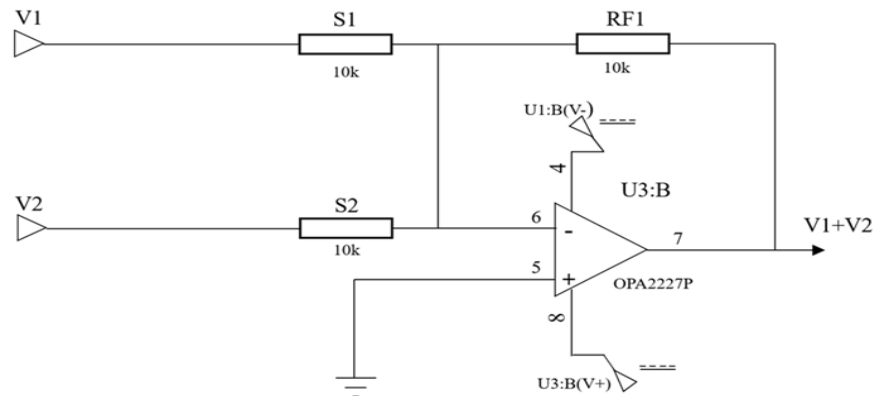 V1
S1
10k
RF1
10k
U1:B(V-)
4
U3:B
V2
S2
10k
6
-
7
V1+V2
5
+
OPA2227P
8
U3:B(V+)